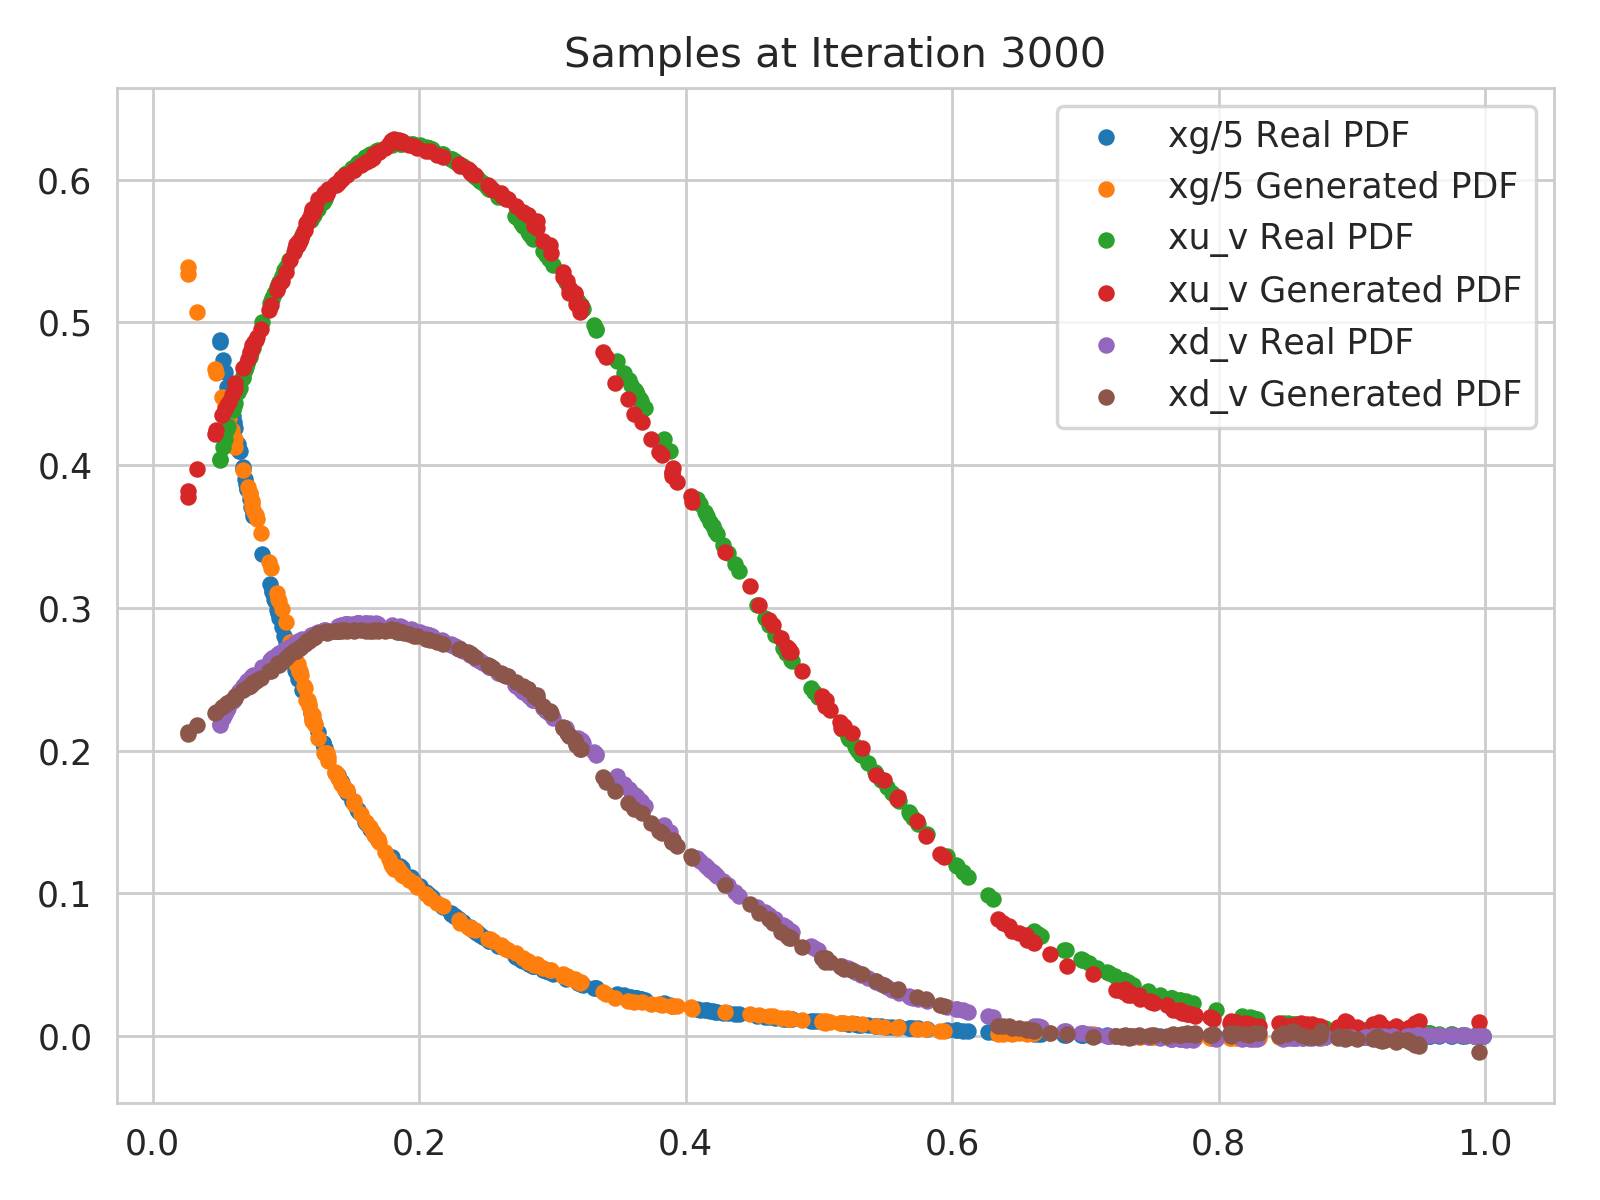 Samples at Iteration 3000
xg/5 Real PDF
xg/5 Generated PDF
xu_v Real PDF
xu_v Generated PDF
xd_v Real PDF
xd_v Generated PDF
0.6
0.5
0.4
0.3
0.2
0.1
0.0
0.0 0.2 0.4 0.6 0.8 1.0